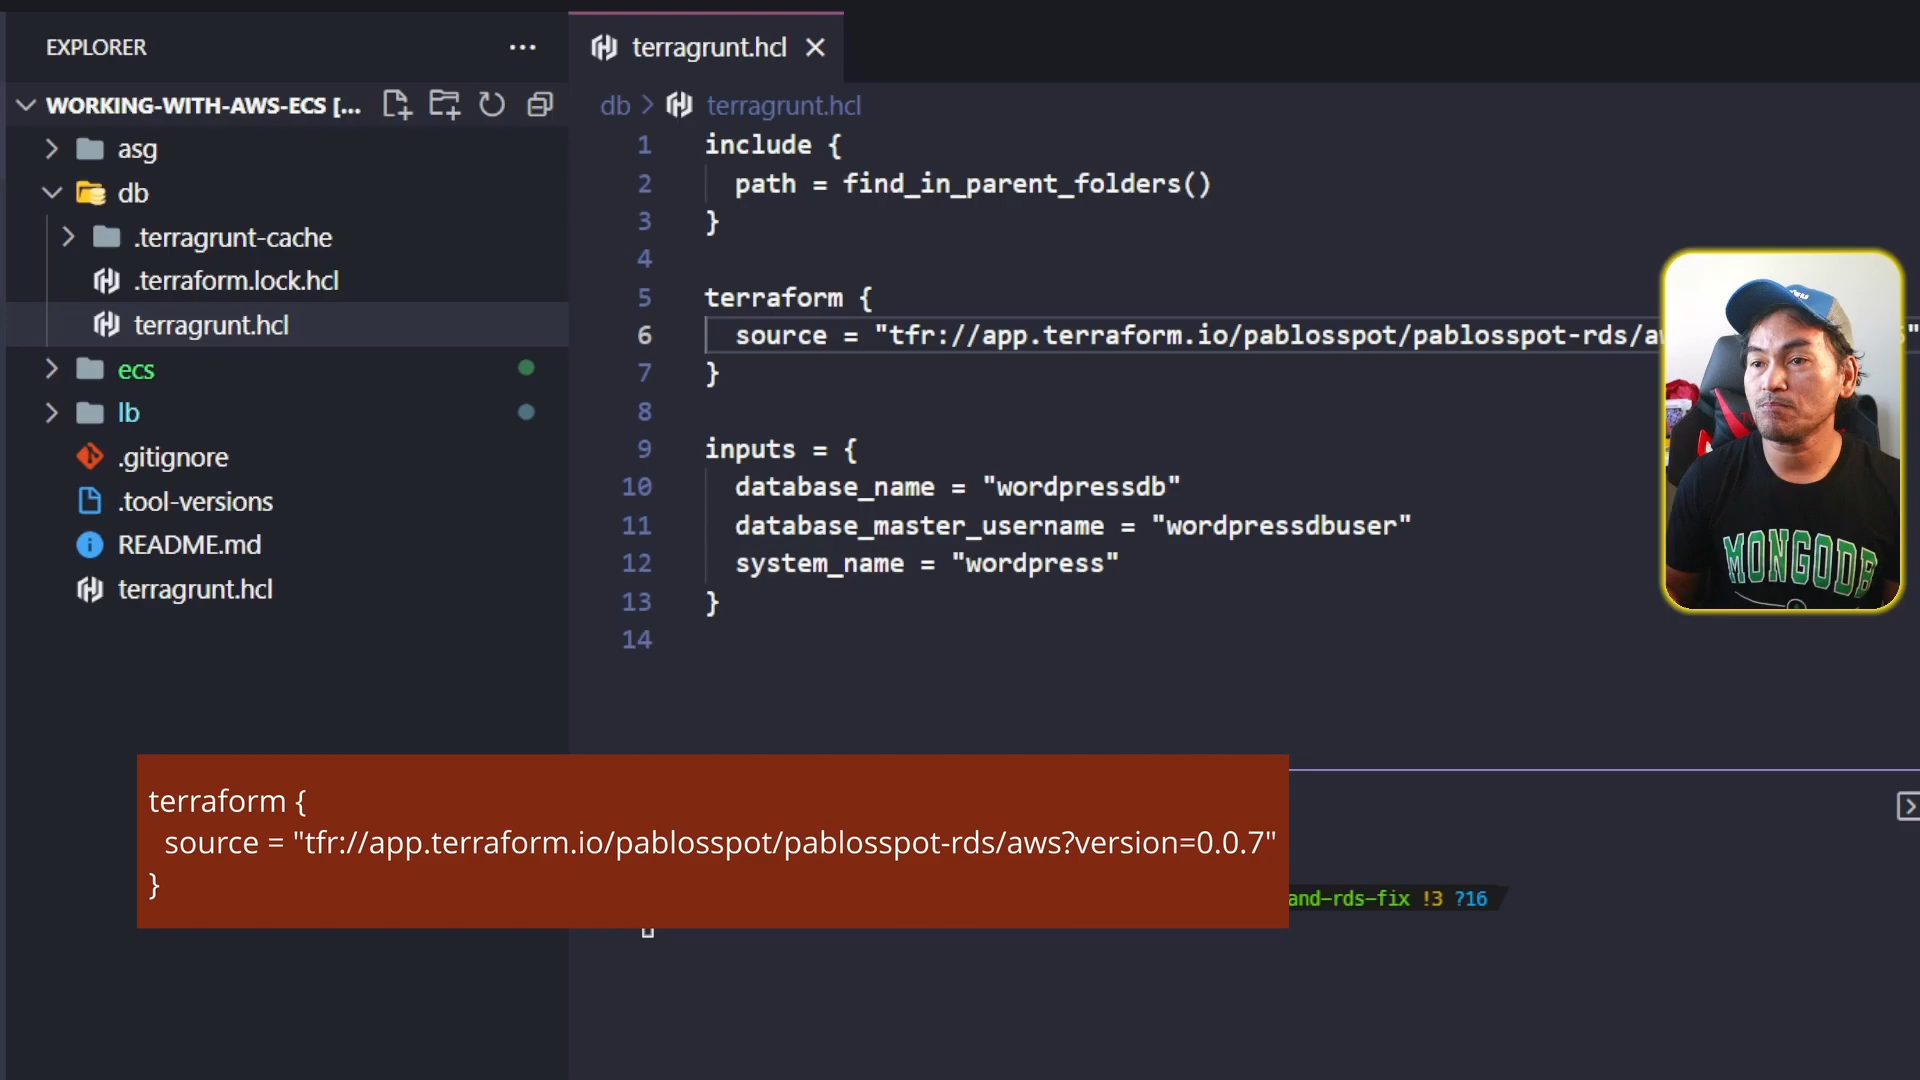 EXPLORER
WORKING-WITH-AWS-ECS [...
asg
db
.terragrunt-cache
.terraform.lock.hcl
terragrunt.hcl
ecs
lb
.gitignore
.tool-versions
README.md
terragrunt.hcl
terragrunt.hcl
db > terragrunt.hcl
1 include {
2 path = find_in_parent_folders()
3 }
4
5 terraform {
6 source = "tfr://app.terraform.io/pablosspot/pablosspot-rds/aw "
7 }
8
9 inputs = {
10 database_name = "wordpressdb"
11 database_master_username = "wordpressdbuser"
12 system_name = "wordpress"
13 }
14
MONGODB
terraform {
source = "tfr://app.terraform.io/pablosspot/pablosspot-rds/aws?version=0.0.7"
}
and-rds-fix !3 ?16